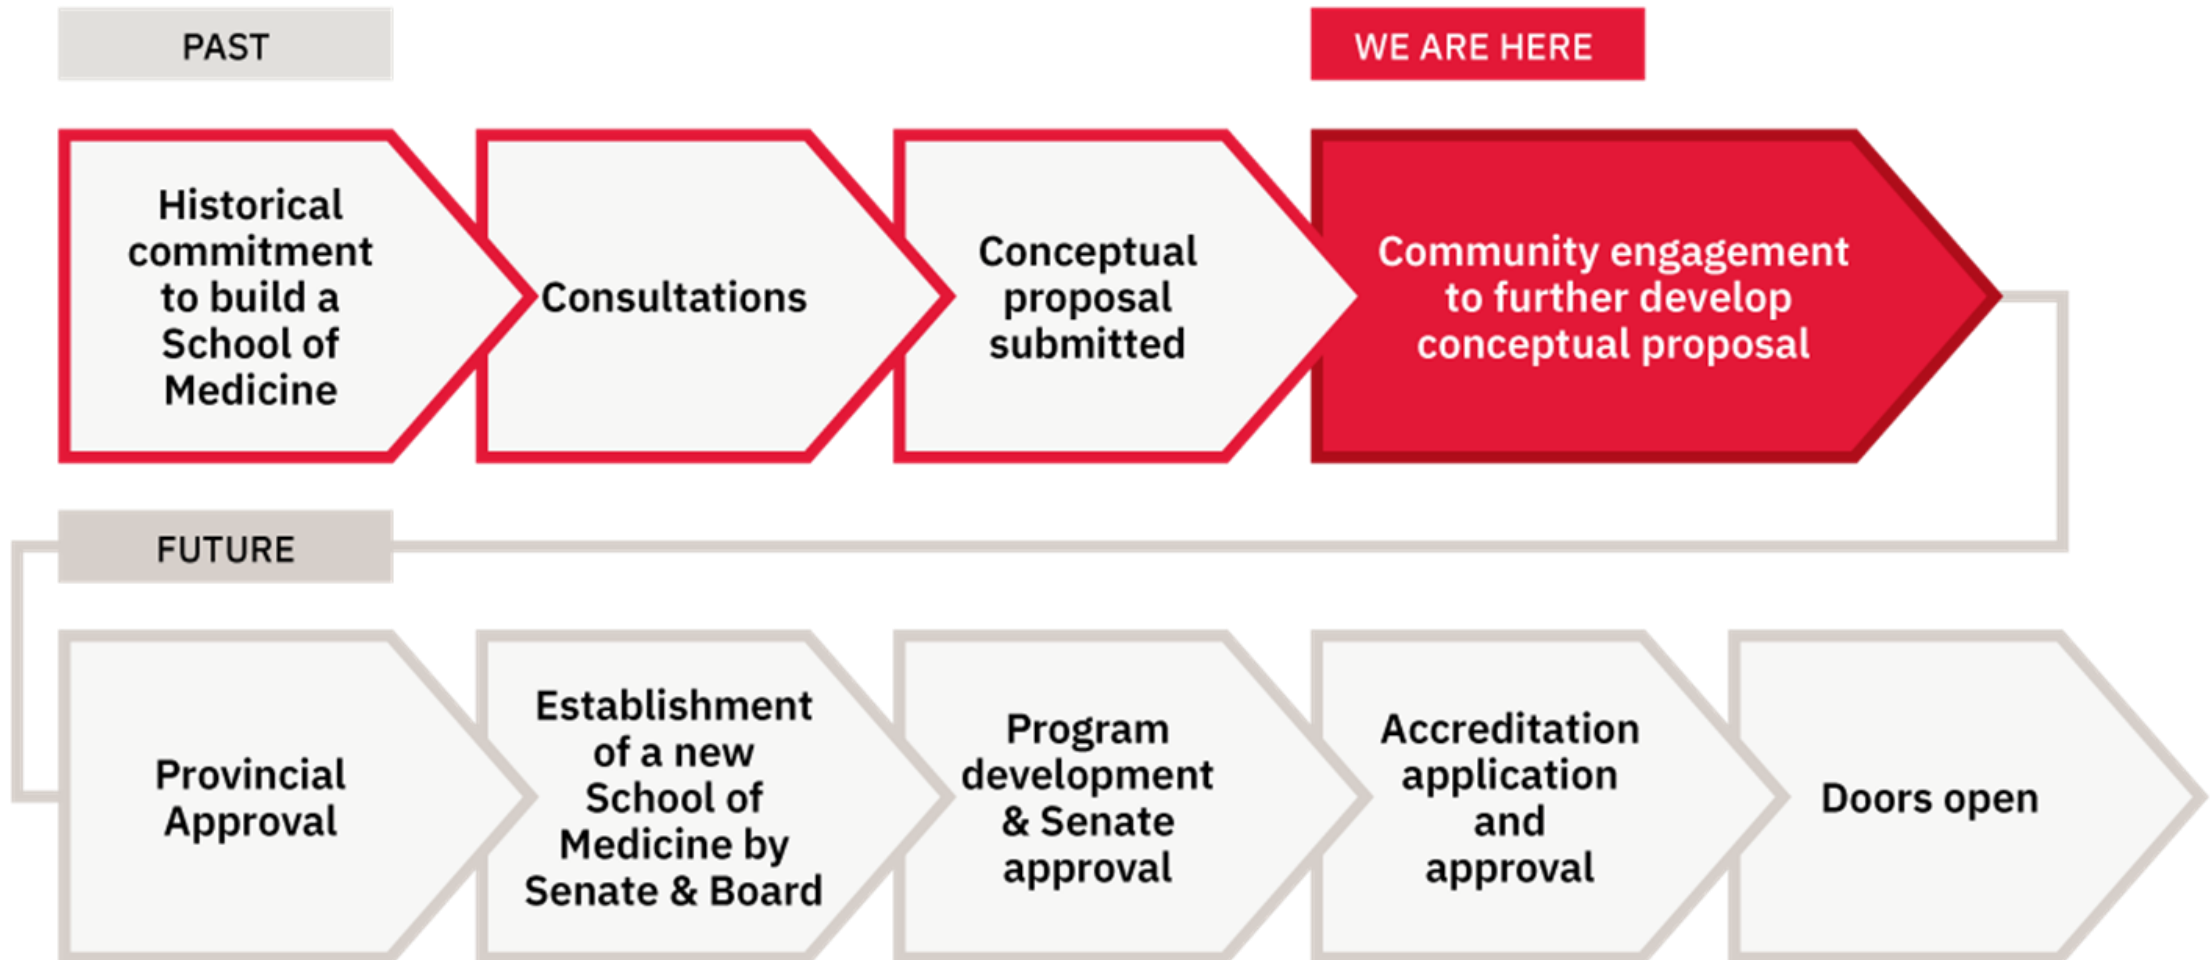 PAST
WE ARE HERE
Historical
commitment
to build a
School of
Medicine
Consultations
Conceptual
proposal
submitted
Community engagement
to further develop
conceptual proposal
FUTURE
Provincial
Approval
Establishment
of a new
School of
Medicine by
Senate & Board
Program
development
& Senate
approval
Accreditation
application
and
approval
Doors open